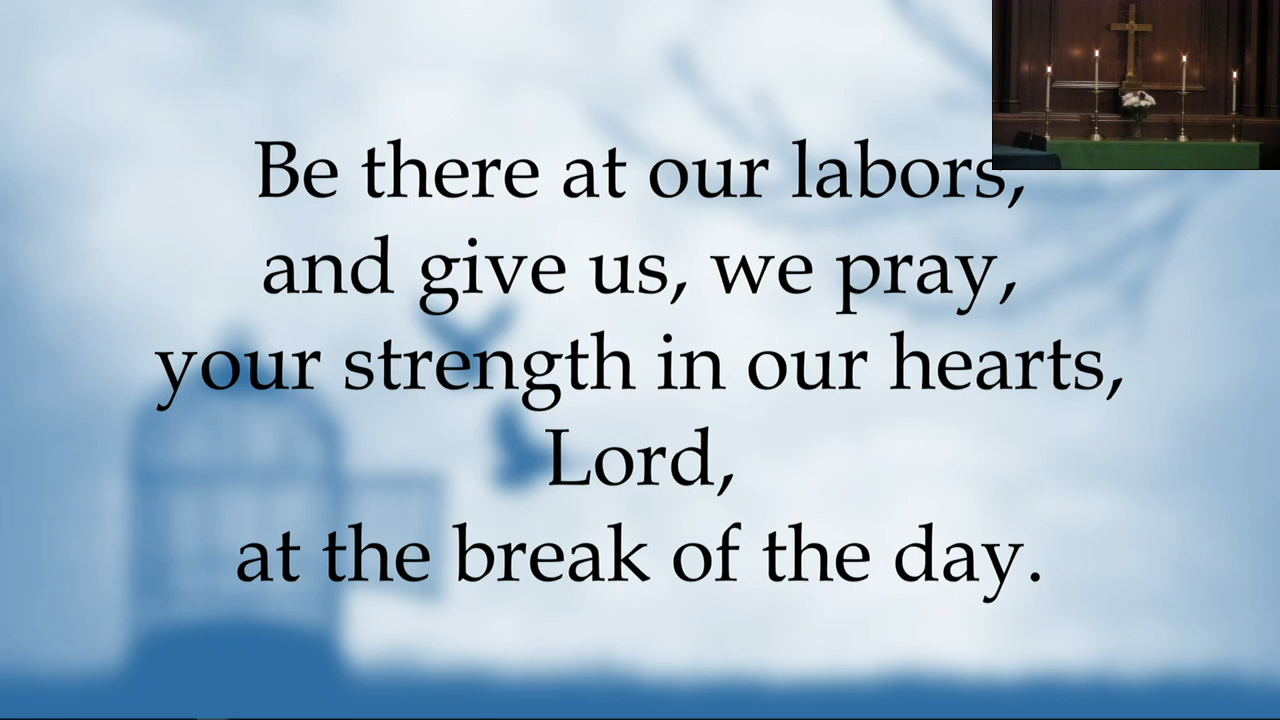 Be there at our labors,
and give us, we pray,
your strength in our hearts,
Lord,
at the break of the day.